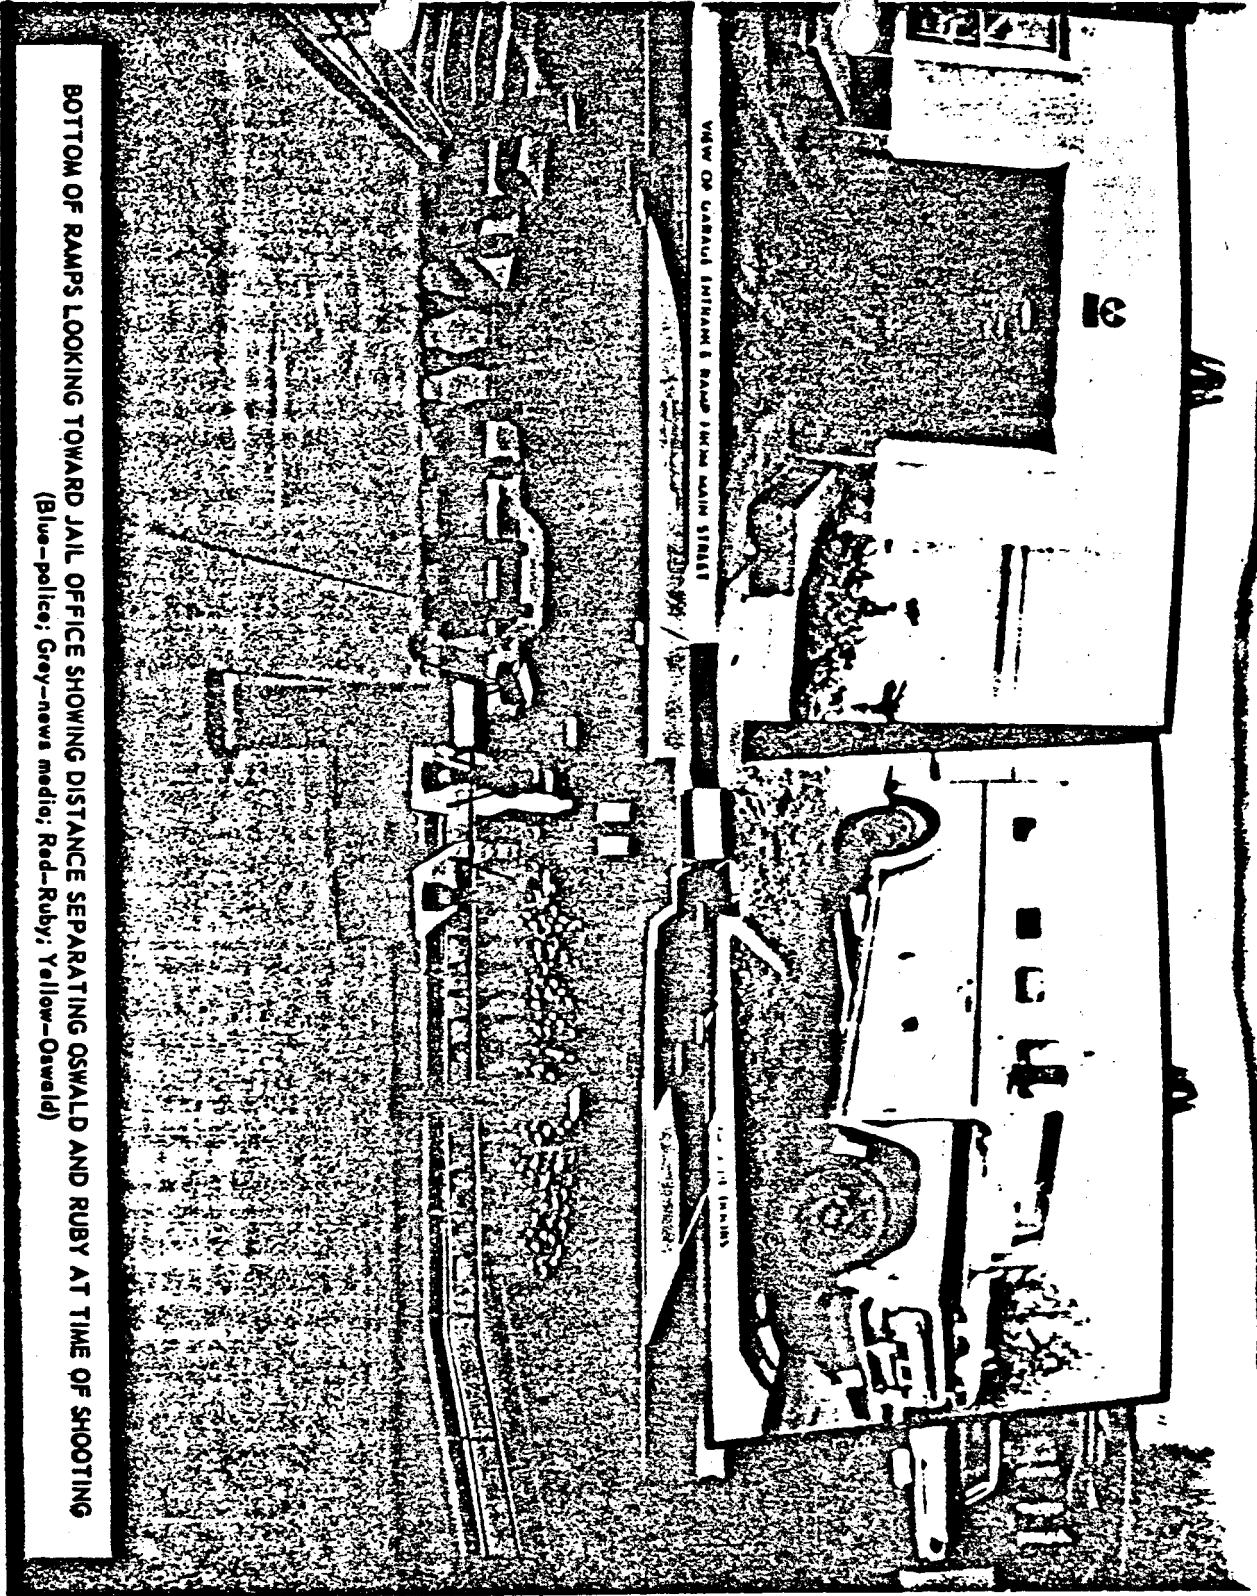 VIEW OF GARAGE ENTRANCE & RAMP FROM MAIN STREET
BOTTOM OF RAMPS LOOKING TOWARD JAIL OFFICE SHOWING DISTANCE SEPARATING OSWALD AND RUBY AT TIME OF SHOOTING
(Blue-police; Grey-news media; Red-Ruby; Yellow-Oswald)